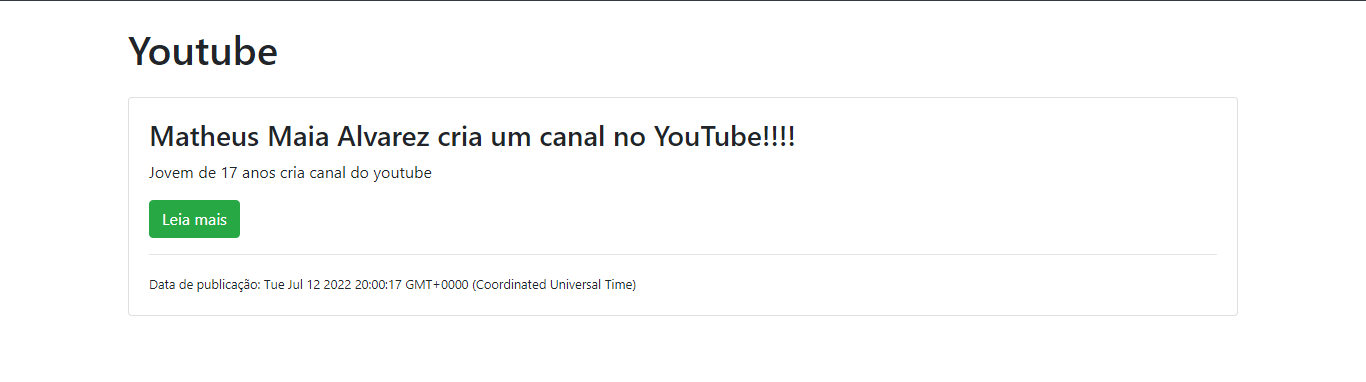 Youtube
Matheus Maia Alvarez cria um canal no YouTube!!!!
Jovem de 17 anos cria canal do youtube
Leia mais
Data de publicação: Tue Jul 12 2022 20:00:17 GMT+0000 (Coordinated Universal Time)